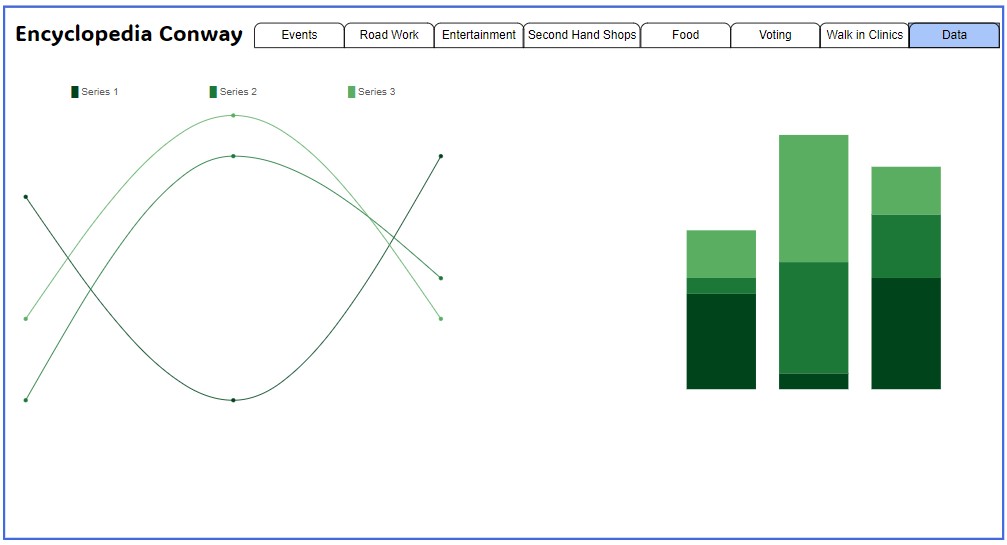 Encyclopedia Conway
Events
Road Work
Entertainment
Second Hand Shops
Food
Voting
Walk in Clinics
Data
Series 1
Series 2
Series 3